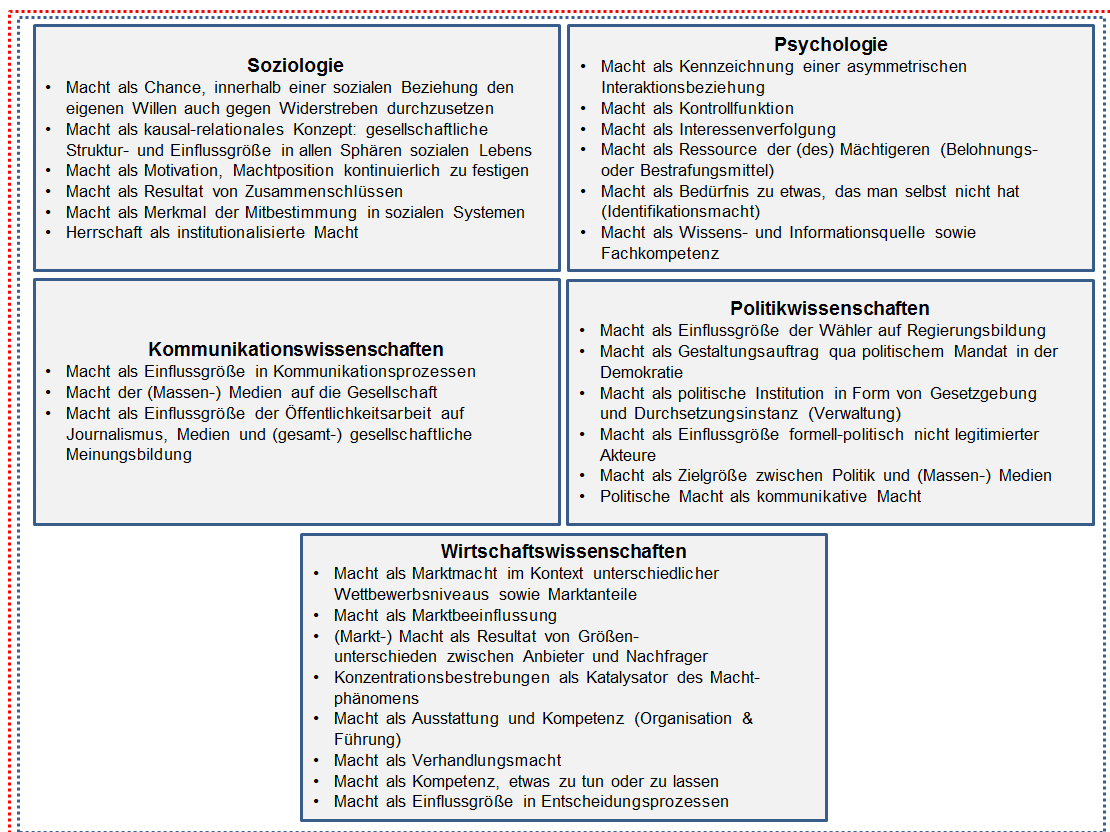 Soziologie
• Macht als Chance, innerhalb einer sozialen Beziehung den
eigenen Willen auch gegen Widerstreben durchzusetzen
• Macht als kausal-relationales Konzept: gesellschaftliche
Struktur- und Einflussgröße in allen Sphären sozialen Lebens
• Macht als Motivation, Machtposition kontinuierlich zu festigen
• Macht als Resultat von Zusammenschlüssen
• Macht als Merkmal der Mitbestimmung in sozialen Systemen
• Herrschaft als institutionalisierte Macht
Psychologie
• Macht als Kennzeichnung einer asymmetrischen
Interaktionsbeziehung
• Macht als Kontrollfunktion
• Macht als Interessenverfolgung
• Macht als Ressource der (des) Mächtigeren (Belohnungs-
oder Bestrafungsmittel)
• Macht als Bedürfnis zu etwas, das man selbst nicht hat
(Identifikationsmacht)
• Macht als Wissens- und Informationsquelle sowie
Fachkompetenz
Kommunikationswissenschaften
• Macht als Einflussgröße in Kommunikationsprozessen
• Macht der (Massen-) Medien auf die Gesellschaft
• Macht als Einflussgröße der Öffentlichkeitsarbeit auf
Journalismus, Medien und (gesamt-) gesellschaftliche
Meinungsbildung
Politikwissenschaften
• Macht als Einflussgröße der Wähler auf Regierungsbildung
• Macht als Gestaltungsauftrag qua politischem Mandat in der
Demokratie
• Macht als politische Institution in Form von Gesetzgebung
und Durchsetzungsinstanz (Verwaltung)
• Macht als Einflussgröße formell-politisch nicht legitimierter
Akteure
• Macht als Zielgröße zwischen Politik und (Massen-) Medien
• Politische Macht als kommunikative Macht
Wirtschaftswissenschaften
• Macht als Marktmacht im Kontext unterschiedlicher
Wettbewerbsniveaus sowie Marktanteile
• Macht als Marktbeeinflussung
• (Markt-) Macht als Resultat von Größen-
unterschieden zwischen Anbieter und Nachfrager
• Konzentrationsbestrebungen als Katalysator des Macht-
phänomens
• Macht als Ausstattung und Kompetenz (Organisation &
Führung)
• Macht als Verhandlungsmacht
• Macht als Kompetenz, etwas zu tun oder zu lassen
• Macht als Einflussgröße in Entscheidungsprozessen